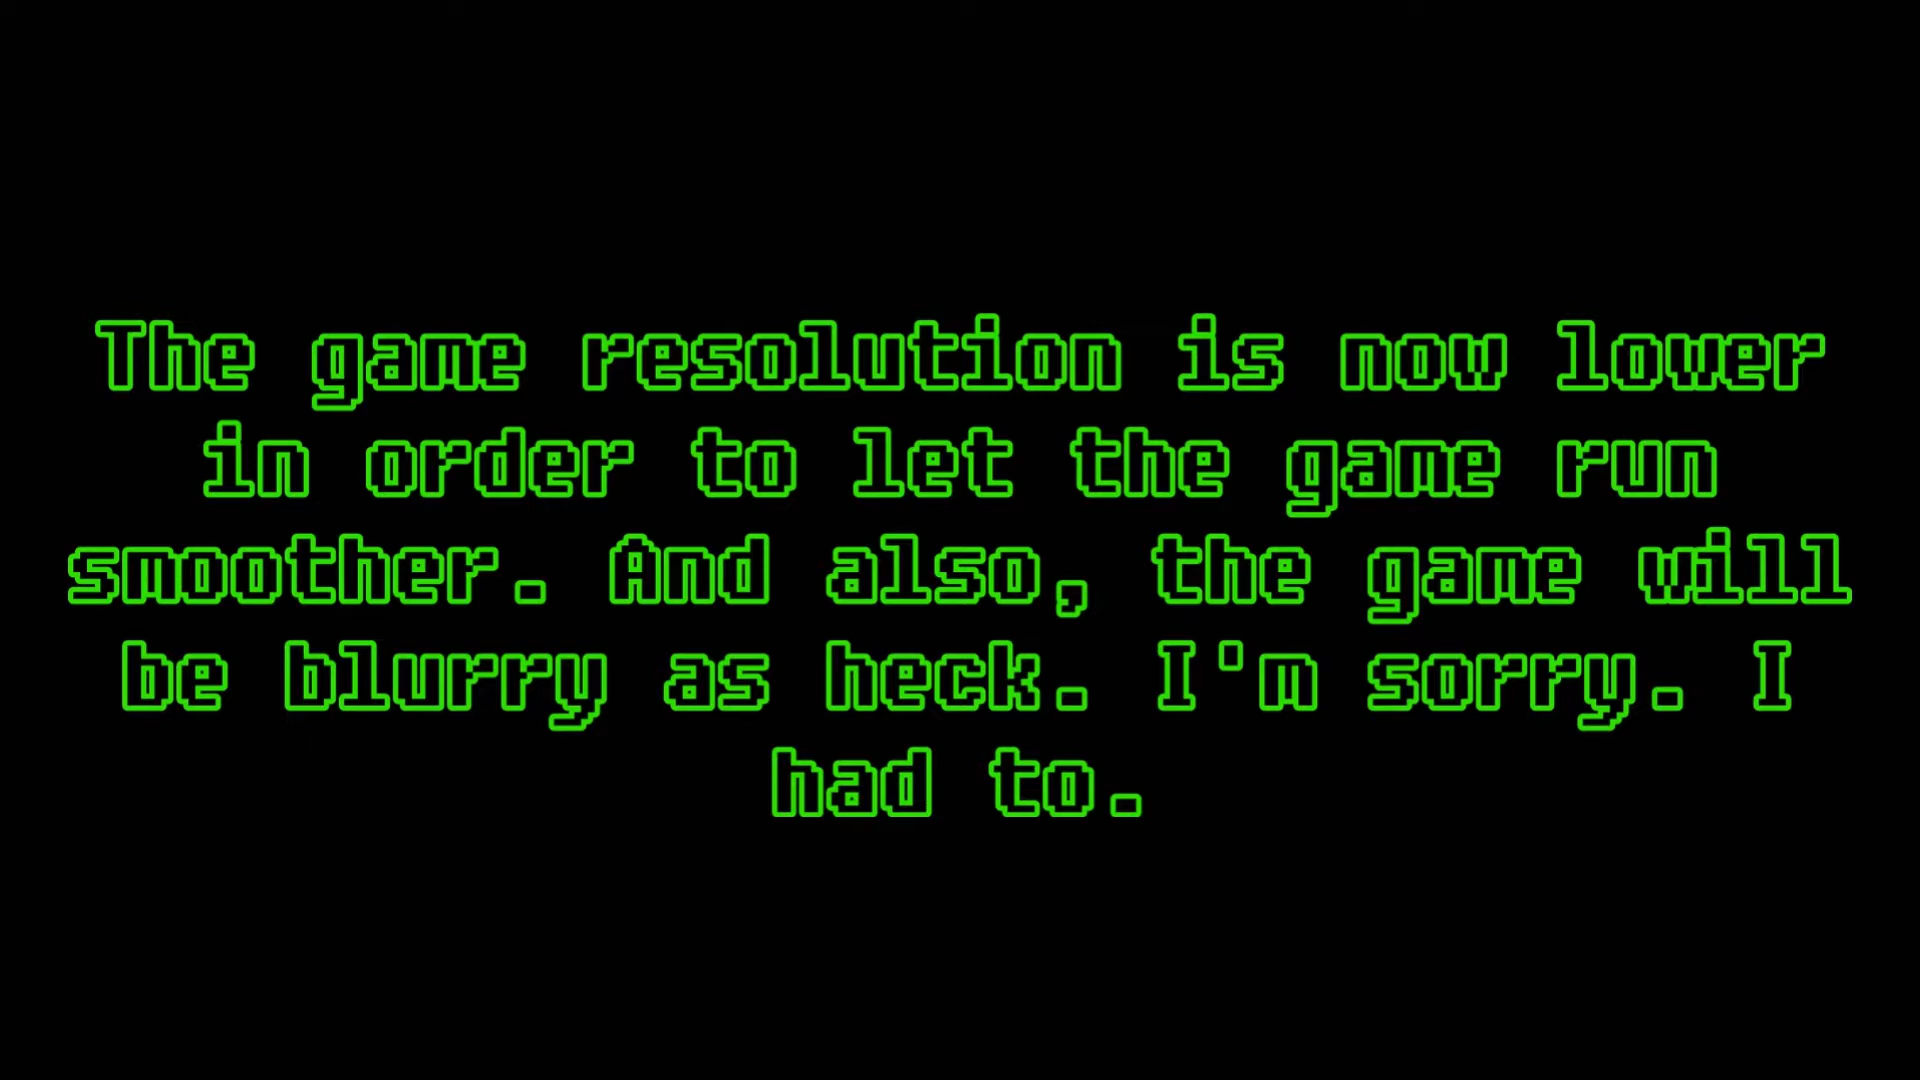 The game resolution is now lower
in order to let the game run
smoother. And also, the game will
be blurry as heck. I'm sorry. I
had to.